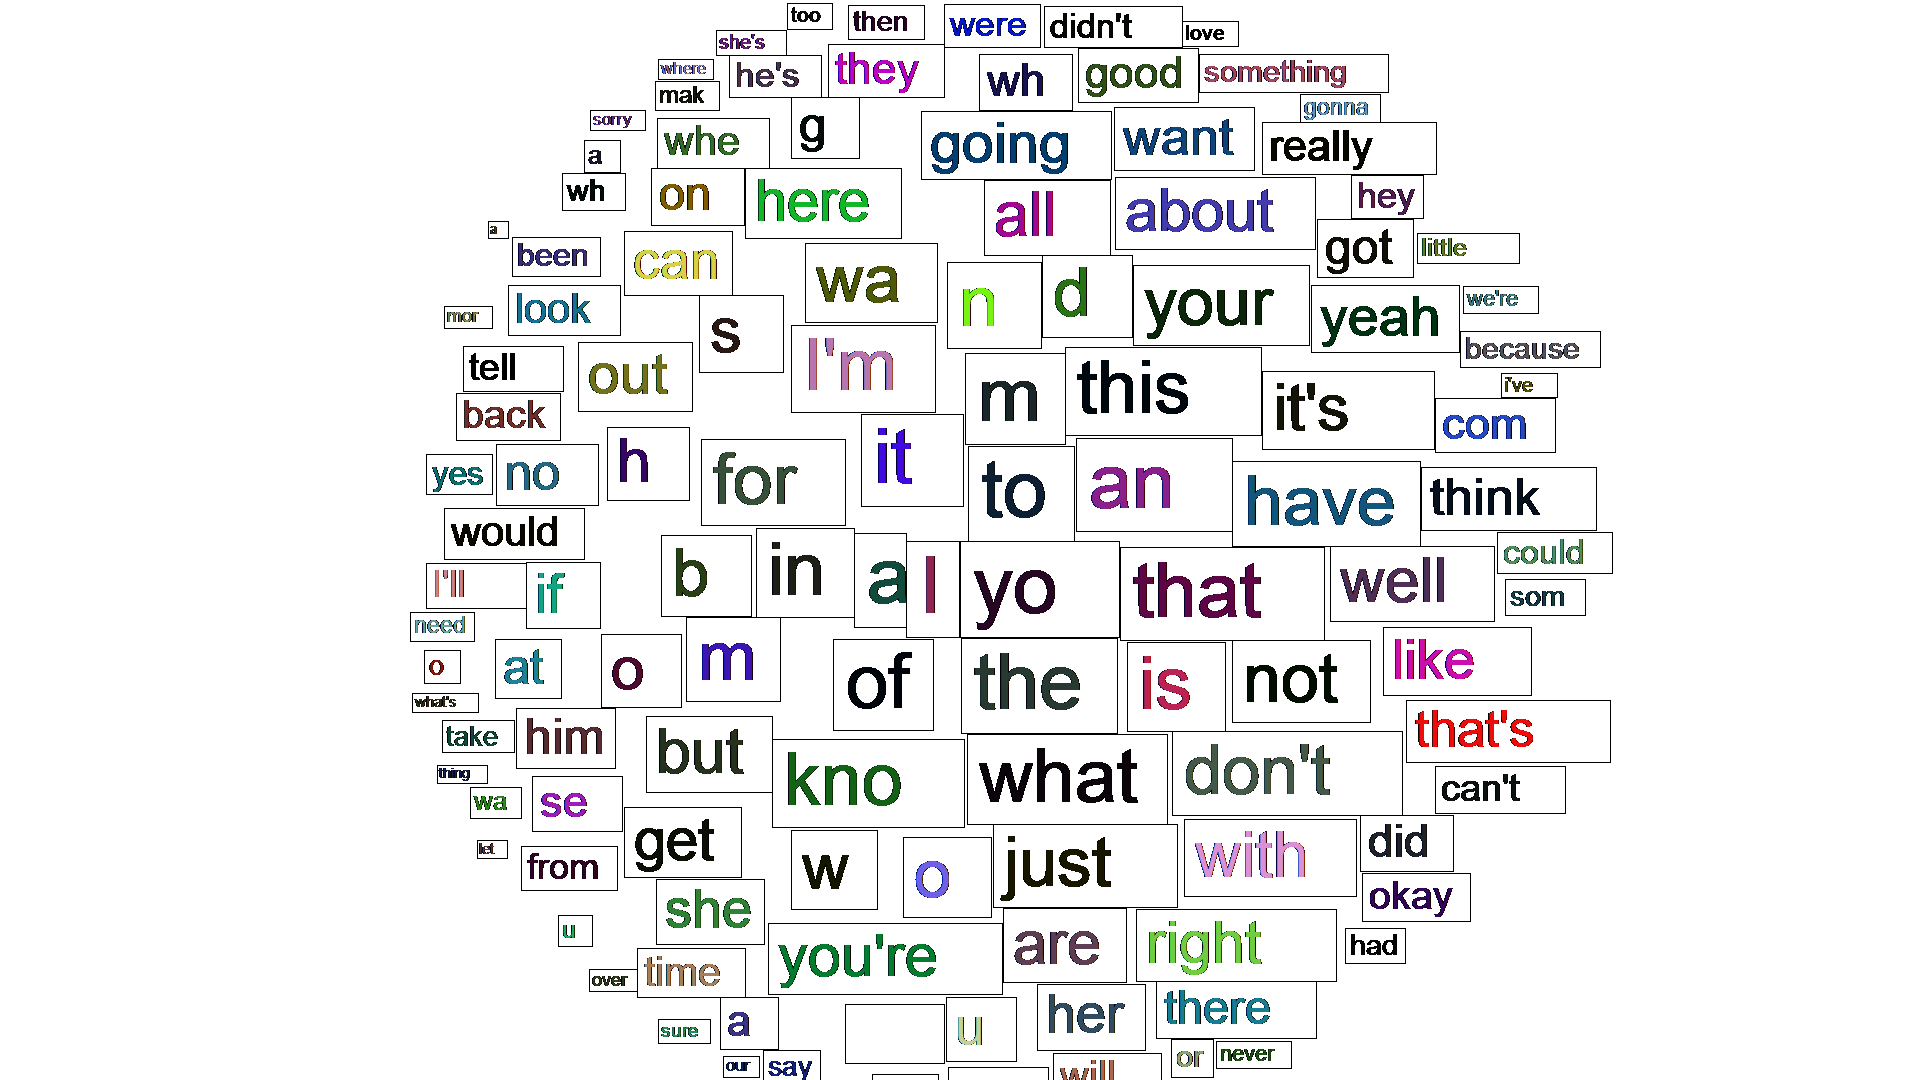 too then were didn't love
she's
where he's they wh good something
mak
gonna
sorry whe g going want really
a
wh on here all about hey
a
been can wa got little
look s n d your yeah we're
mor
tell out I'm m this it's because
i've
back com
yes no h for it to an have think
would
b in a I yo that well could
I'll if som
need
o at o m of the is not like
what's
take him but kno what don't that's
thing
wa se can't
let from get w o just with did
okay
u she you're are right had
over time
sure a u her there
our say will or never